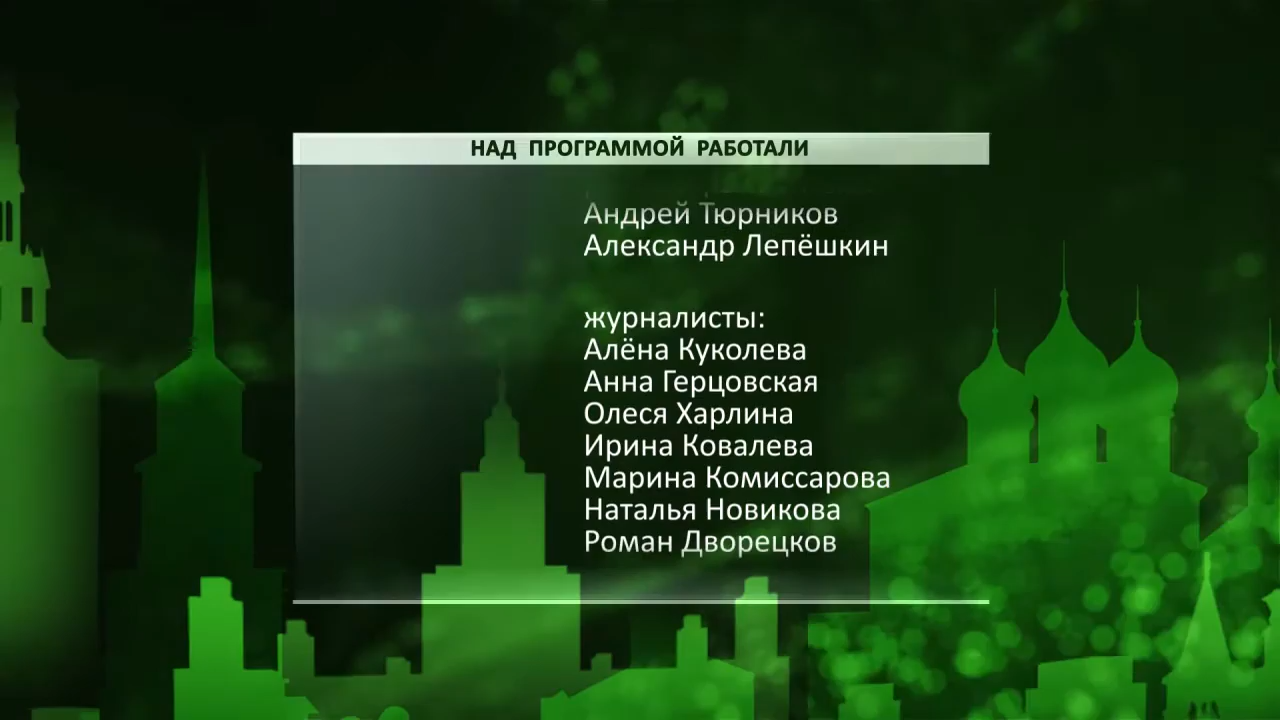 НАД ПРОГРАММОЙ РАБОТАЛИ
Андрей Тюрников
Александр Лепёшкин
журналисты:
Алёна Куколева
Анна Герцовская
Олеся Харлина
Ирина Ковалева
Марина Комиссарова
Наталья Новикова
Роман Дворецков